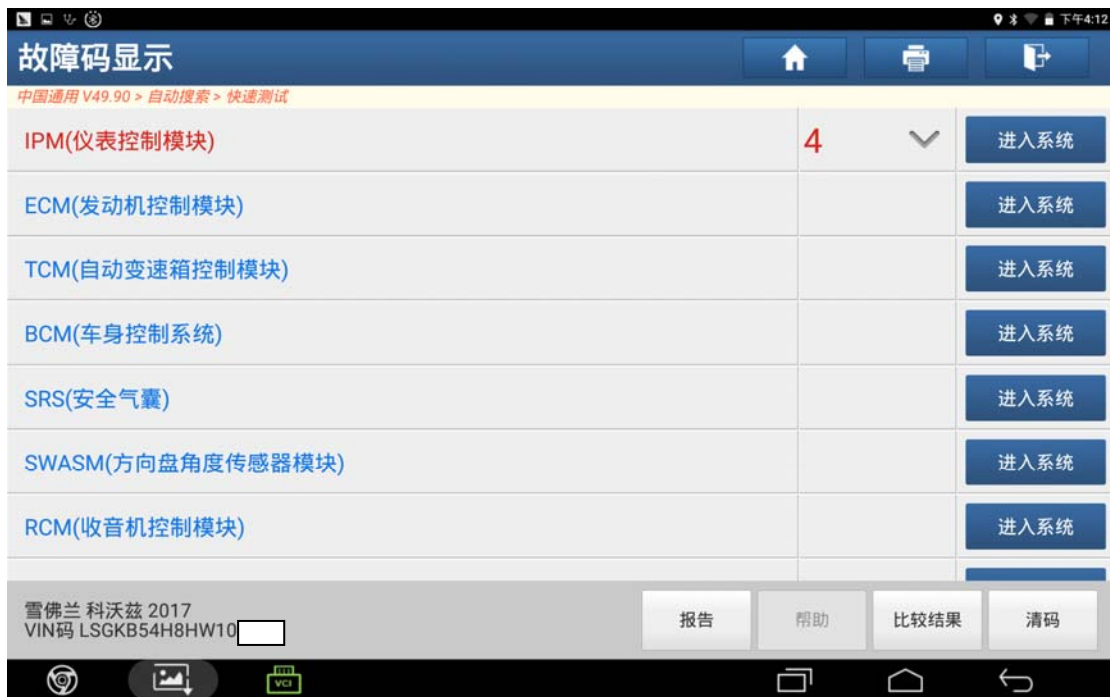 下午4:12
故障码显示
中国通用 V49.90 > 自动搜索 > 快速测试
IPM(仪表控制模块) 4 进入系统
ECM(发动机控制模块) 进入系统
TCM(自动变速箱控制模块) 进入系统
BCM(车身控制系统) 进入系统
SRS(安全气囊) 进入系统
SWASM(方向盘角度传感器模块) 进入系统
RCM(收音机控制模块) 进入系统
雪佛兰 科沃兹 2017
VIN码 LSGKB54H8HW10
报告 帮助 比较结果 清码
VCI